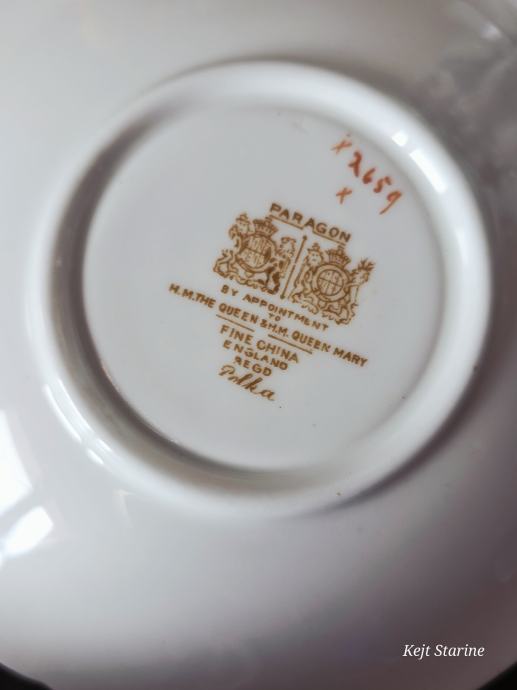 x2659
x
PARAGON
BY APPOINTMENT
TO
H.M.THE QUEEN & H.M. QUEEN MARY
FINE CHINA
ENGLAND
REGD
Polka
Kejt Starine